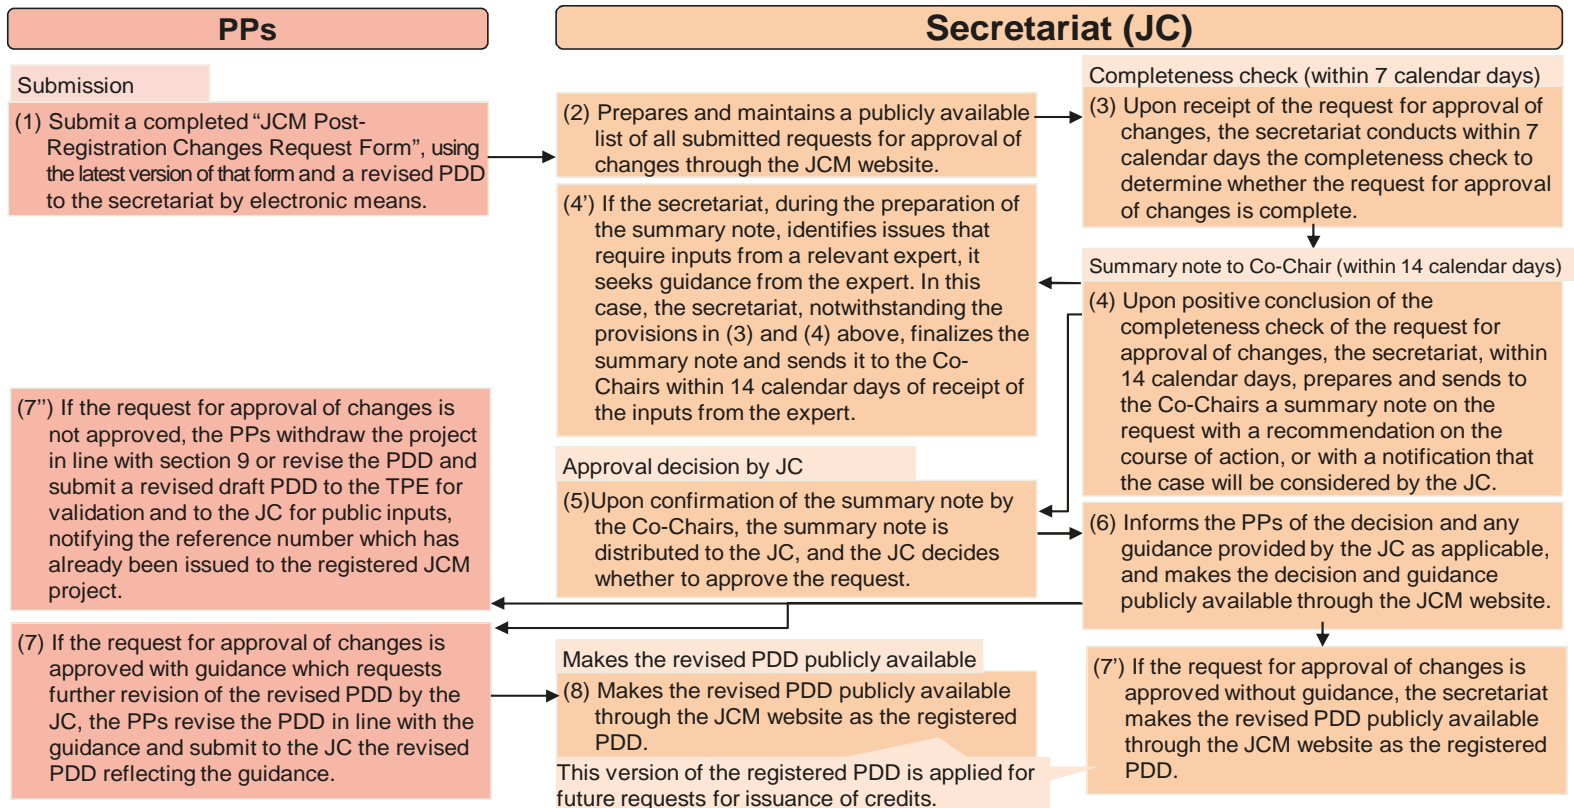 PPs
Secretariat (JC)
Submission
(1) Submit a completed “JCM Post-
Registration Changes Request Form”, using
the latest version of that form and a revised PDD
to the secretariat by electronic means.
(2) Prepares and maintains a publicly available
list of all submitted requests for approval of
changes through the JCM website.
Completeness check (within 7 calendar days)
(3) Upon receipt of the request for approval of
changes, the secretariat conducts within 7
calendar days the completeness check to
determine whether the request for approval
of changes is complete.
(4’) If the secretariat, during the preparation of
the summary note, identifies issues that
require inputs from a relevant expert, it
seeks guidance from the expert. In this
case, the secretariat, notwithstanding the
provisions in (3) and (4) above, finalizes the
summary note and sends it to the Co-
Chairs within 14 calendar days of receipt of
the inputs from the expert.
Summary note to Co-Chair (within 14 calendar days)
(4) Upon positive conclusion of the
completeness check of the request for
approval of changes, the secretariat, within
14 calendar days, prepares and sends to
the Co-Chairs a summary note on the
request with a recommendation on the
course of action, or with a notification that
the case will be considered by the JC.
Approval decision by JC
(5)Upon confirmation of the summary note by
the Co-Chairs, the summary note is
distributed to the JC, and the JC decides
whether to approve the request.
(6) Informs the PPs of the decision and any
guidance provided by the JC as applicable,
and makes the decision and guidance
publicly available through the JCM website.
(7’’) If the request for approval of changes is
not approved, the PPs withdraw the project
in line with section 9 or revise the PDD and
submit a revised draft PDD to the TPE for
validation and to the JC for public inputs,
notifying the reference number which has
already been issued to the registered JCM
project.
(7) If the request for approval of changes is
approved with guidance which requests
further revision of the revised PDD by the
JC, the PPs revise the PDD in line with the
guidance and submit to the JC the revised
PDD reflecting the guidance.
Makes the revised PDD publicly available
(8) Makes the revised PDD publicly available
through the JCM website as the registered
PDD.
This version of the registered PDD is applied for
future requests for issuance of credits.
(7’) If the request for approval of changes is
approved without guidance, the secretariat
makes the revised PDD publicly available
through the JCM website as the registered
PDD.